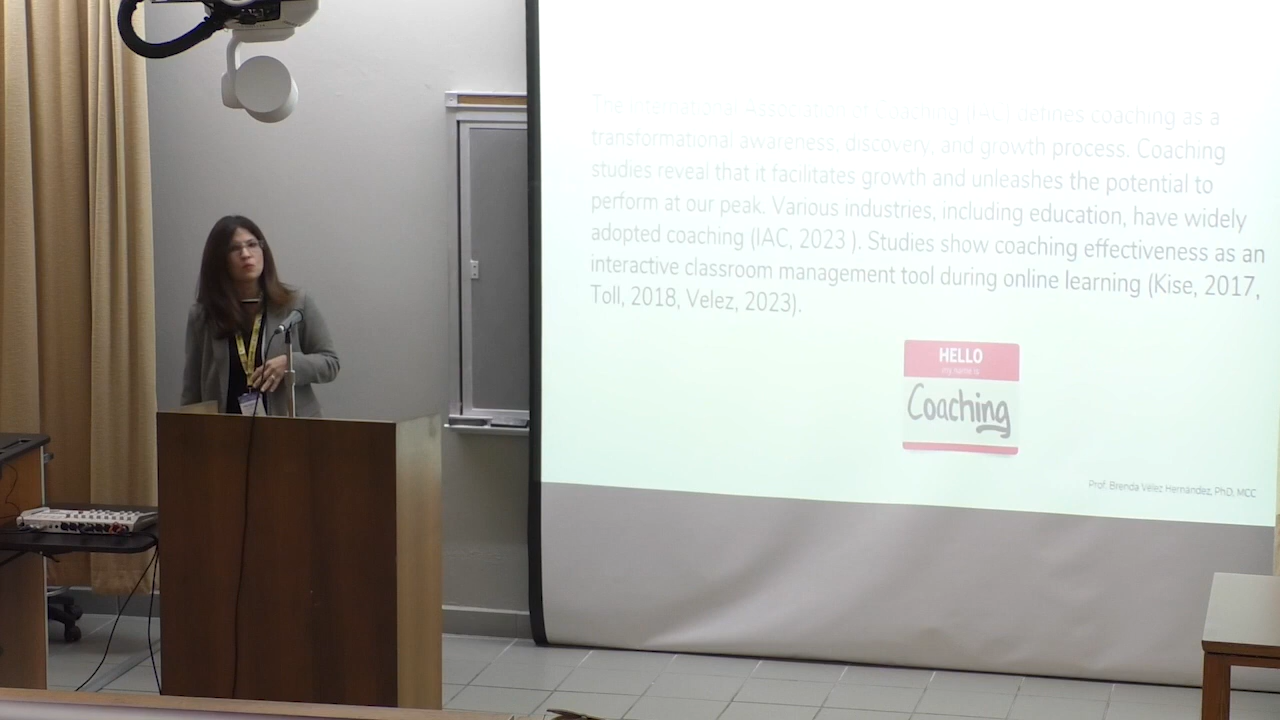 The International Association of Coaching (IAC) defines coaching as a
transformational awareness, discovery, and growth process. Coaching
studies reveal that it facilitates growth and unleashes the potential to
perform at our peak. Various industries, including education, have widely
adopted coaching (IAC, 2023 ). Studies show coaching effectiveness as an
interactive classroom management tool during online learning (Kise, 2017,
Toll, 2018, Velez, 2023).
HELLO
my name is
Coaching
Prof. Brenda Vélez Hernández, PhD, MCC